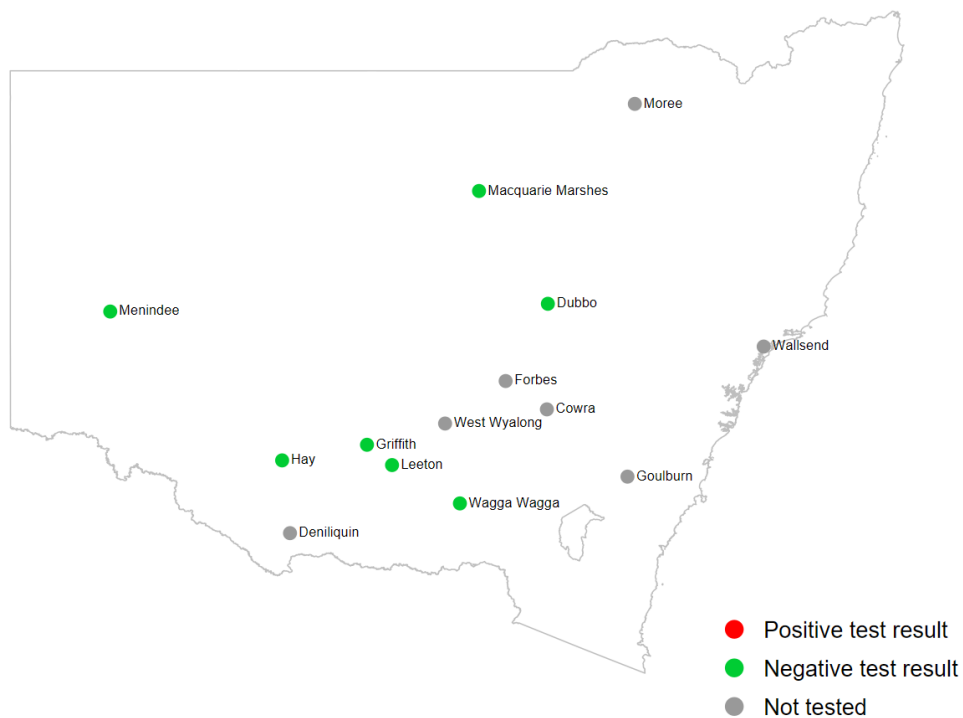 Moree
Macquarie Marshes
Dubbo
Menindee
Wallsend
Forbes
Cowra
West Wyalong
Griffith
Hay
Leeton
Goulburn
Wagga Wagga
Deniliquin
Positive test result
Negative test result
Not tested